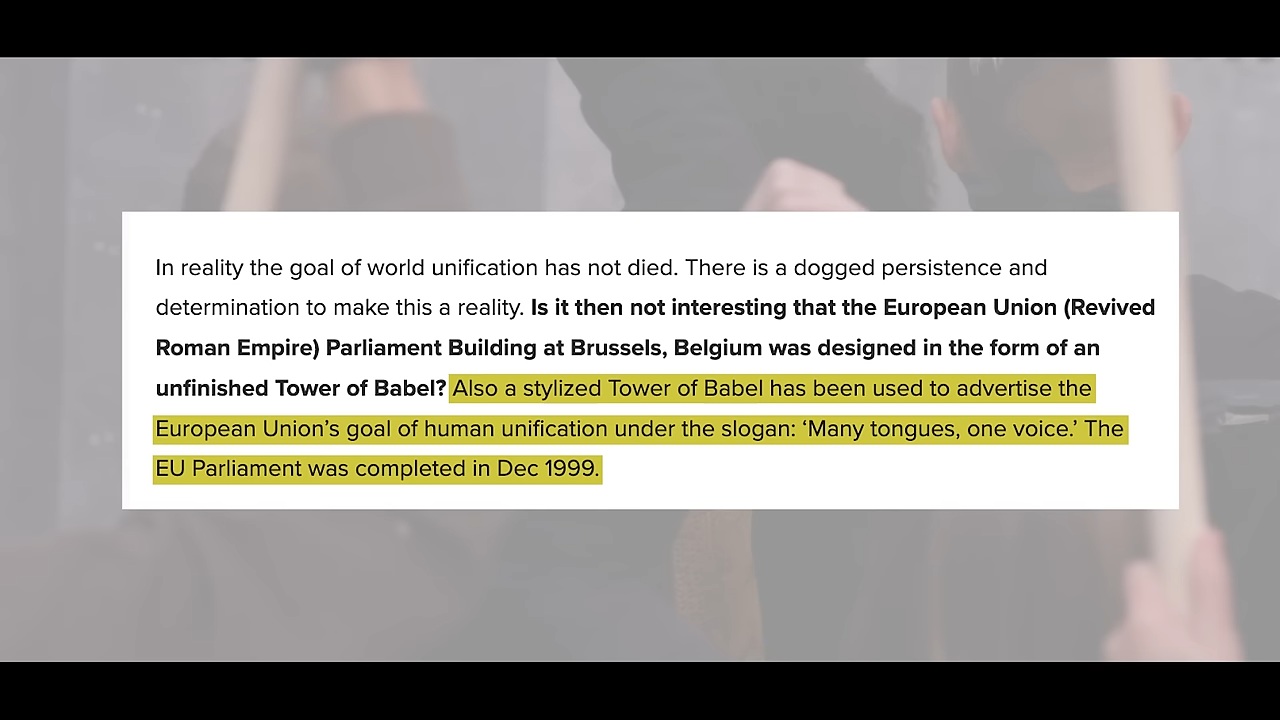 In reality the goal of world unification has not died. There is a dogged persistence and
determination to make this a reality. Is it then not interesting that the European Union (Revived
Roman Empire) Parliament Building at Brussels, Belgium was designed in the form of an
unfinished Tower of Babel? Also a stylized Tower of Babel has been used to advertise the
European Union’s goal of human unification under the slogan: ‘Many tongues, one voice.’ The
EU Parliament was completed in Dec 1999.